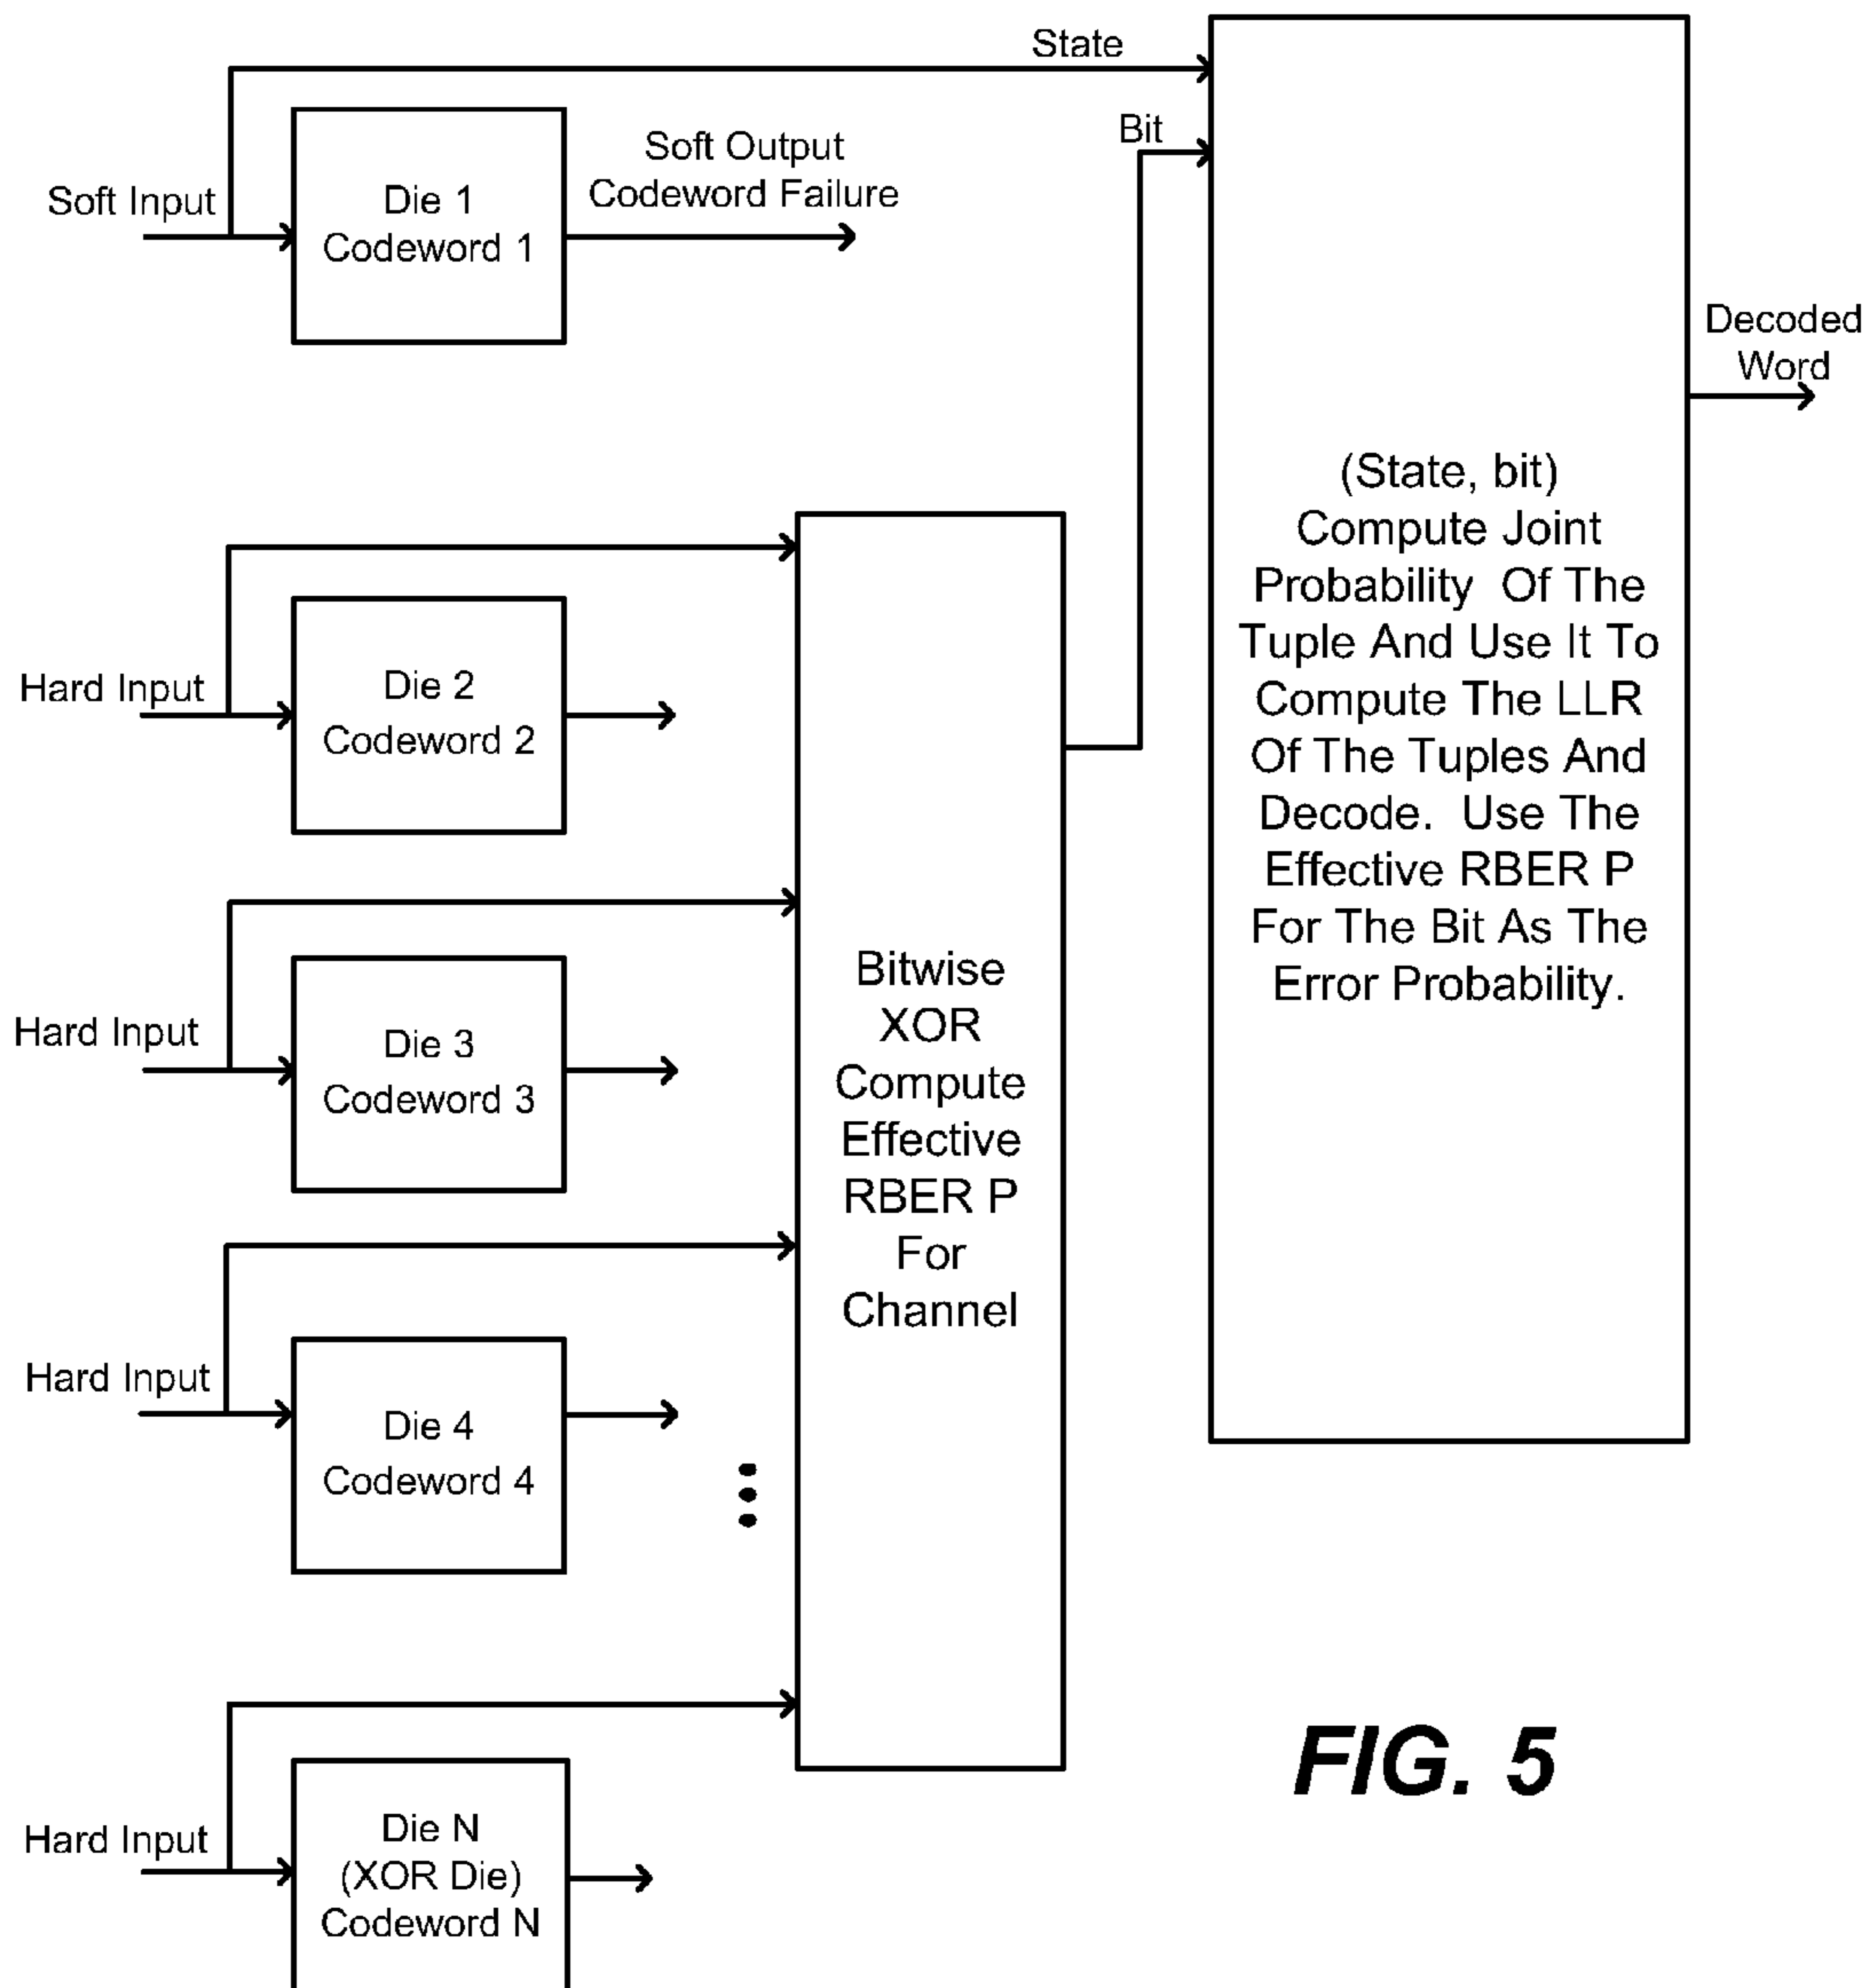 State
Bit
Soft Input
Die 1
Codeword 1
Soft Output
Codeword Failure
Decoded
Word
Hard Input
Die 2
Codeword 2
Hard Input
Die 3
Codeword 3
Hard Input
Die 4
Codeword 4
Hard Input
Die N
(XOR Die)
Codeword N
Bitwise
XOR
Compute
Effective
RBER P
For
Channel
(State, bit)
Compute Joint
Probability Of The
Tuple And Use It To
Compute The LLR
Of The Tuples And
Decode. Use The
Effective RBER P
For The Bit As The
Error Probability.
FIG. 5